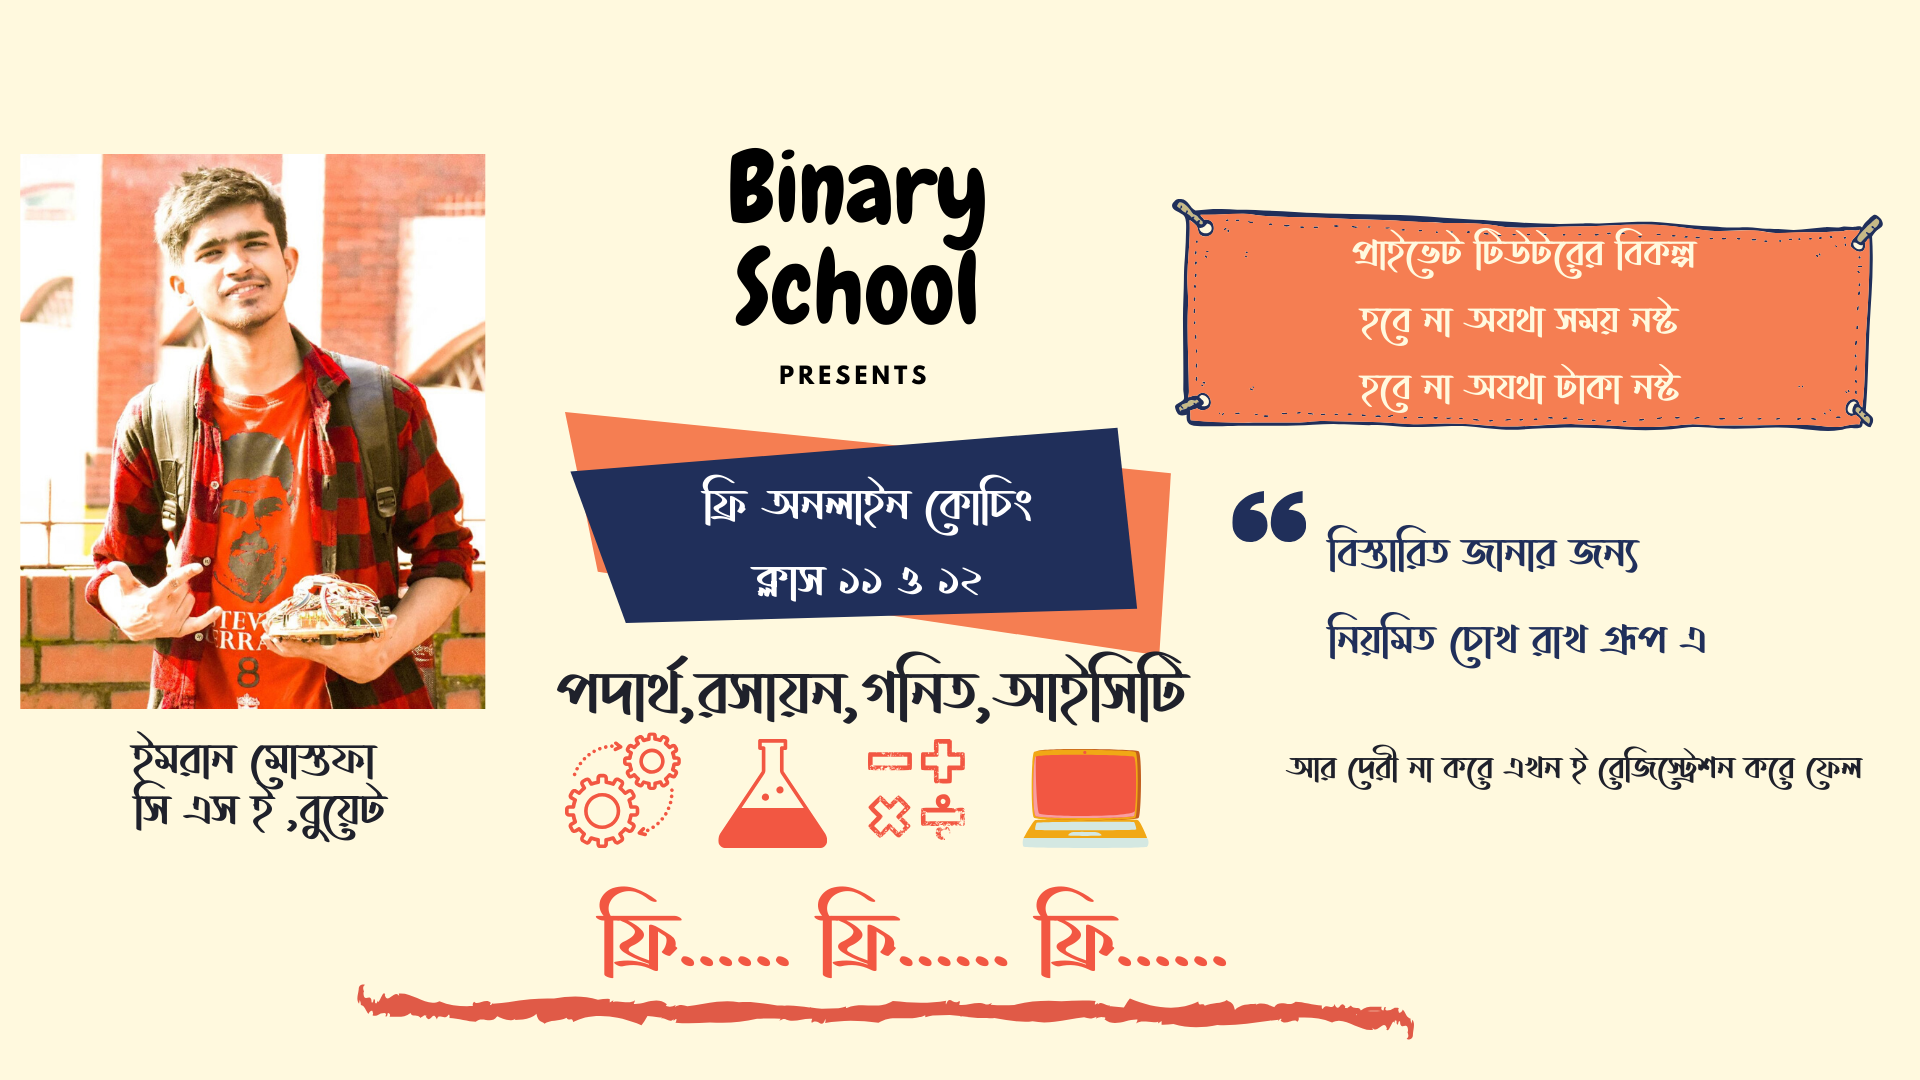 Binary
School
PRESENTS
ফ্রি অনলাইন কোচিং
ক্লাস ১১ ও ১২
পদার্থ,রসায়ন,গনিত,আইসিটি
ফ্রি...... ফ্রি...... ফ্রি......
ইমরান মোস্তফা
সি এস ই ,বুয়েট
প্রাইভেট টিউটরের বিকল্প
হবে না অযথা সময় নষ্ট
হবে না অযথা টাকা নষ্ট
“ বিস্তারিত জানার জন্য
নিয়মিত চোখ রাখ গ্রূপ এ
আর দেরী না করে এখন ই রেজিস্ট্রেশন করে ফেল
8